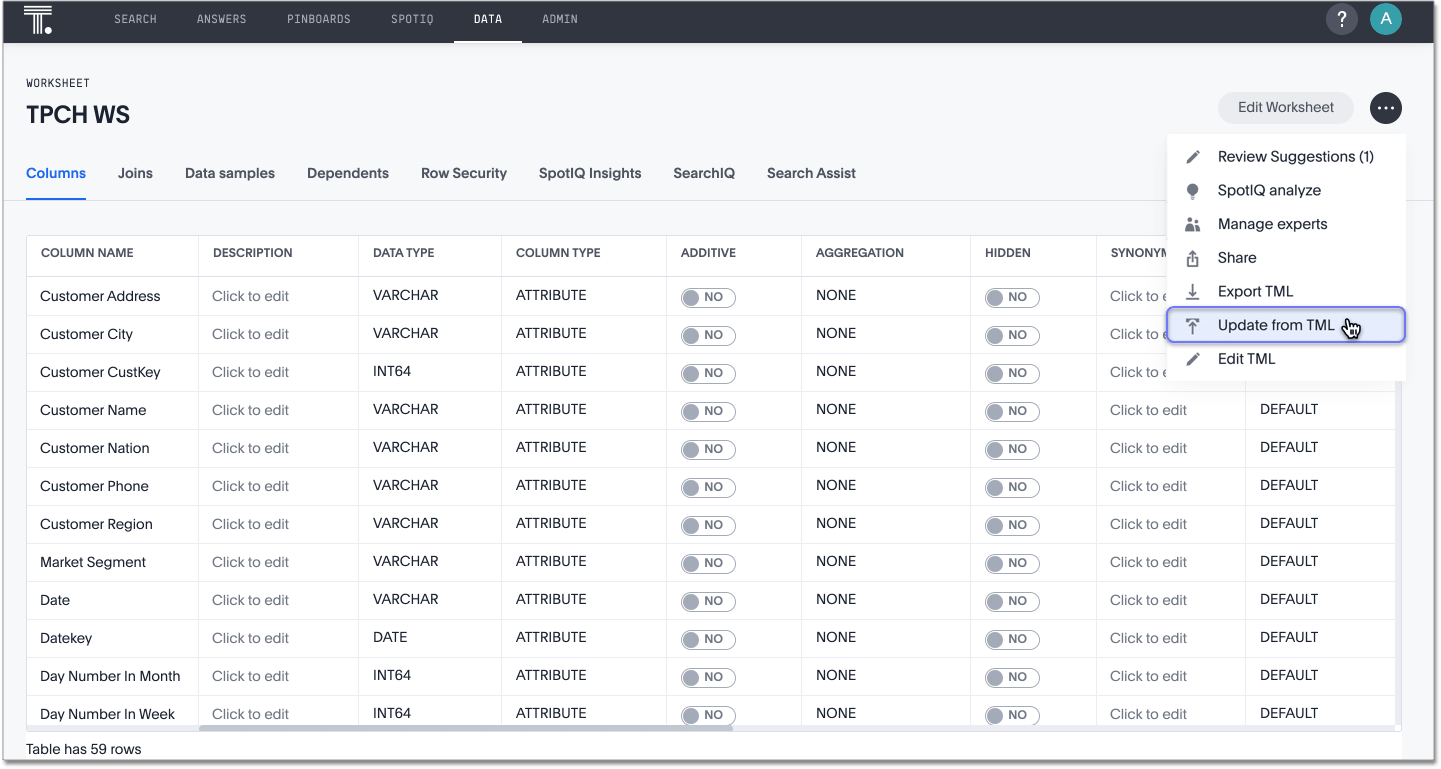 T. SEARCH ANSWERS PINBOARDS SPOTIQ DATA ADMIN ? A
WORKSHEET
TPCH WS
Edit Worksheet
Columns Joins Data samples Dependents Row Security SpotIQ Insights SearchIQ Search Assist
Review Suggestions (1)
SpotIQ analyze
Manage experts
Share
Export TML
Update from TML
Edit TML
COLUMN NAME DESCRIPTION DATA TYPE COLUMN TYPE ADDITIVE AGGREGATION HIDDEN SYNONYM
Customer Address Click to edit VARCHAR ATTRIBUTE NO NONE NO Click to e
Customer City Click to edit VARCHAR ATTRIBUTE NO NONE NO Click to e
Customer CustKey Click to edit INT64 ATTRIBUTE NO NONE NO Click to e
Customer Name Click to edit VARCHAR ATTRIBUTE NO NONE NO Click to edit DEFAULT
Customer Nation Click to edit VARCHAR ATTRIBUTE NO NONE NO Click to edit DEFAULT
Customer Phone Click to edit VARCHAR ATTRIBUTE NO NONE NO Click to edit DEFAULT
Customer Region Click to edit VARCHAR ATTRIBUTE NO NONE NO Click to edit DEFAULT
Market Segment Click to edit VARCHAR ATTRIBUTE NO NONE NO Click to edit DEFAULT
Date Click to edit VARCHAR ATTRIBUTE NO NONE NO Click to edit DEFAULT
Datekey Click to edit DATE ATTRIBUTE NO NONE NO Click to edit DEFAULT
Day Number In Month Click to edit INT64 ATTRIBUTE NO NONE NO Click to edit DEFAULT
Day Number In Week Click to edit INT64 ATTRIBUTE NO NONE NO Click to edit DEFAULT
Table has 59 rows